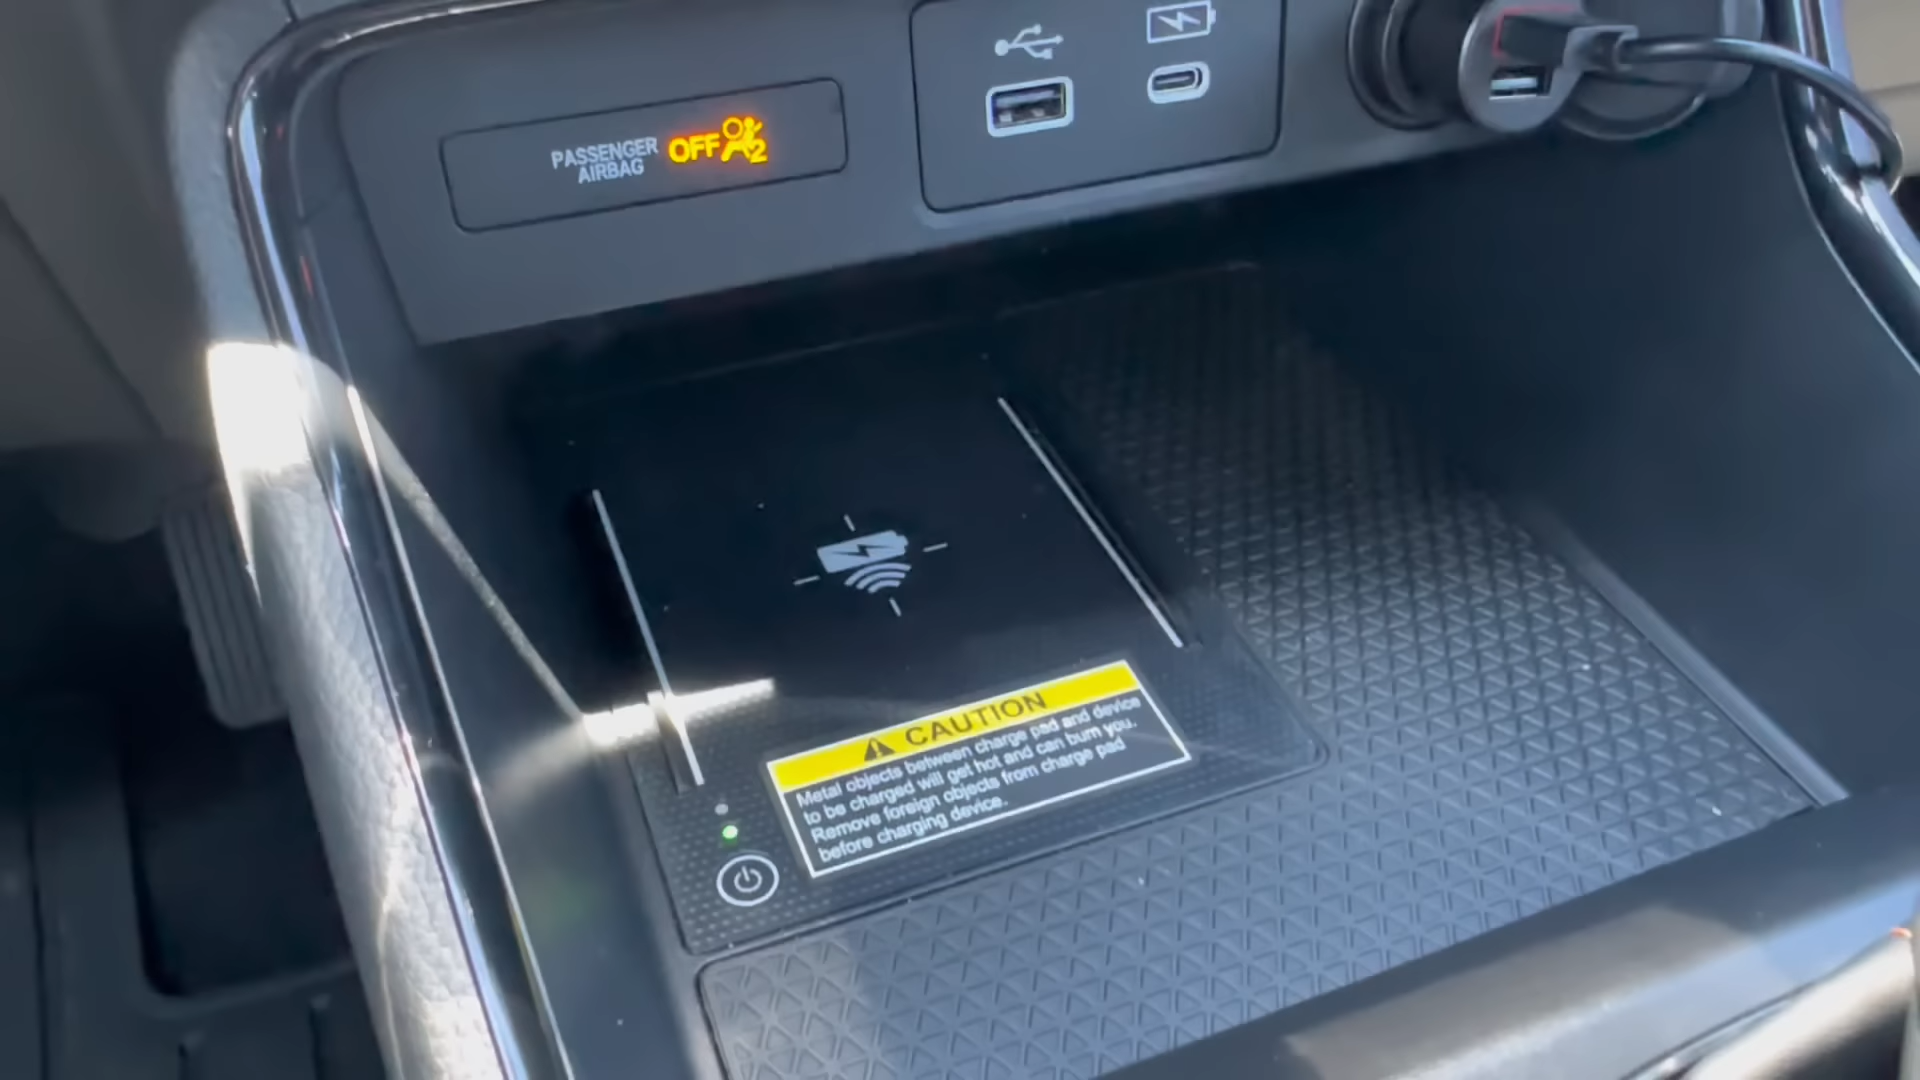 PASSENGER
AIRBAG
OFF
2
CAUTION
Metal objects between charge pad and device
to be charged will get hot and can burn you.
Remove foreign objects from charge pad
before charging device.